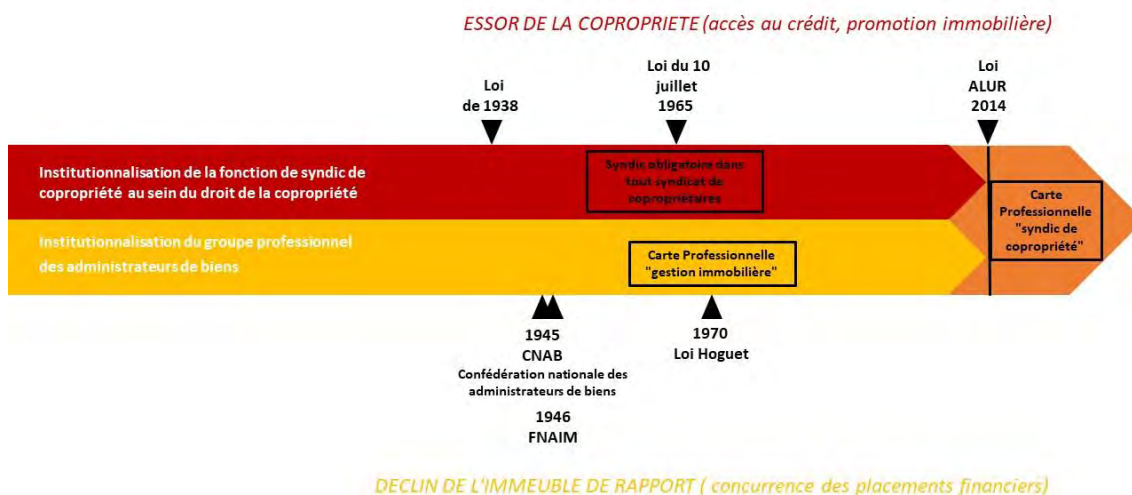 ESSOR DE LA COPROPRIETE (accès au crédit, promotion immobilière)
Loi
de 1938
Loi du 10
juillet
1965
Loi
ALUR
2014
Institutionnalisation de la fonction de syndic de
copropriété au sein du droit de la copropriété
Syndic obligatoire dans
tout syndicat de
copropriétaires
Carte
Professionnelle
"syndic de
copropriété"
Institutionnalisation du groupe professionnel
des administrateurs de biens
Carte Professionnelle
"gestion immobilière"
1945
CNAB
Confédération nationale des
administrateurs de biens
1946
FNAIM
1970
Loi Hoguet
DECLIN DE L'IMMEUBLE DE RAPPORT ( concurrence des placements financiers)